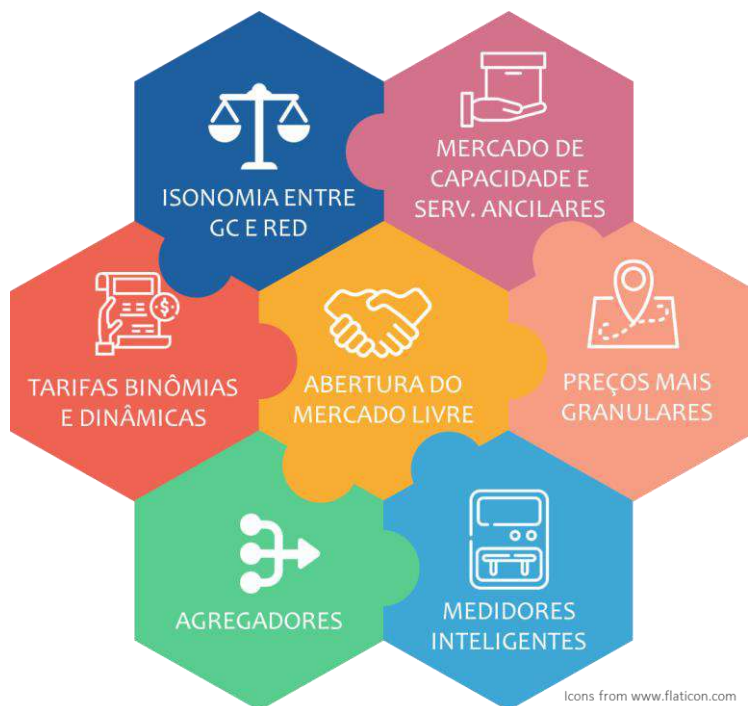 ISONOMIA ENTRE
GC E RED
MERCADO DE
CAPACIDADE E
SERV. ANCILARES
TARIFAS BINÔMIAS
E DINÂMICAS
$
ABERTURA DO
MERCADO LIVRE
PREÇOS MAIS
GRANULARES
AGREGADORES
MEDIDORES
INTELIGENTES
Icons from www.flaticon.com